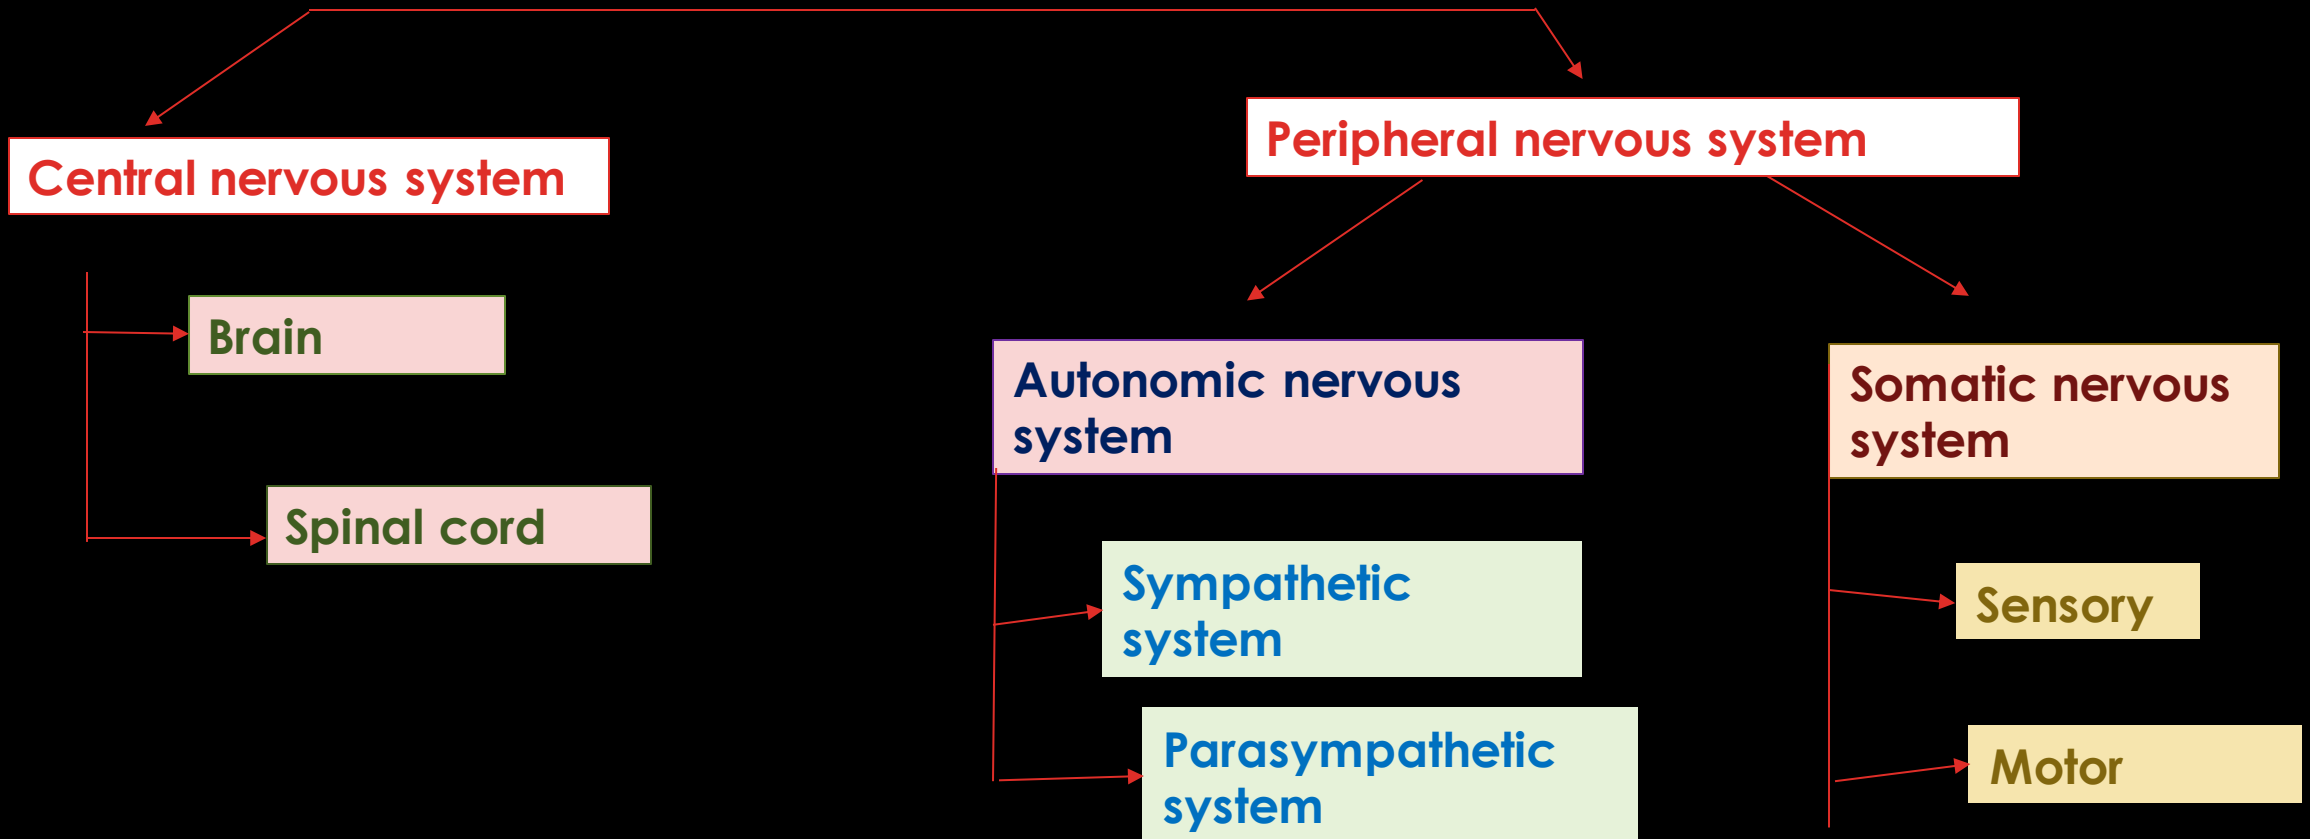 Central nervous system
Brain
Spinal cord
Peripheral nervous system
Autonomic nervous
system
Sympathetic
system
Parasympathetic
system
Somatic nervous
system
Sensory
Motor